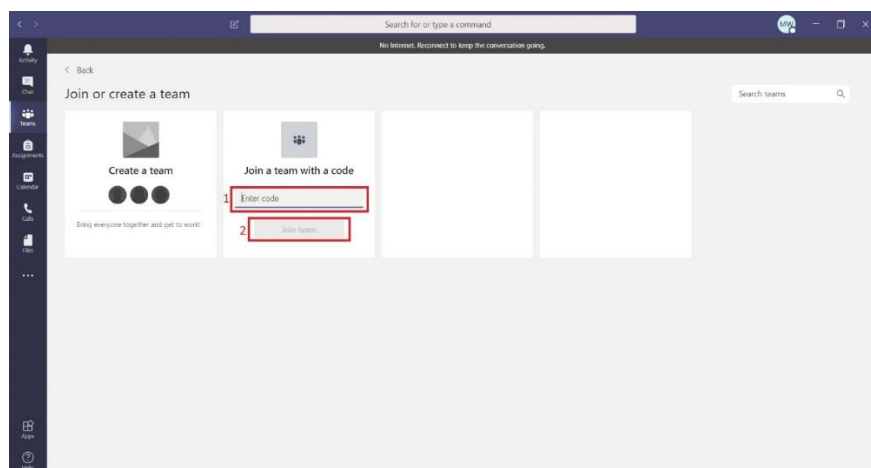 Search for or type a command
MW
No Internet. Reconnect to keep the conversation going.
Activity
Chat
Teams
Assignments
Calendar
Calls
Files
Apps
Help
< Back
Join or create a team
Search teams
Create a team
Bring everyone together and get to work!
Join a team with a code
1 Enter code
2 Join team